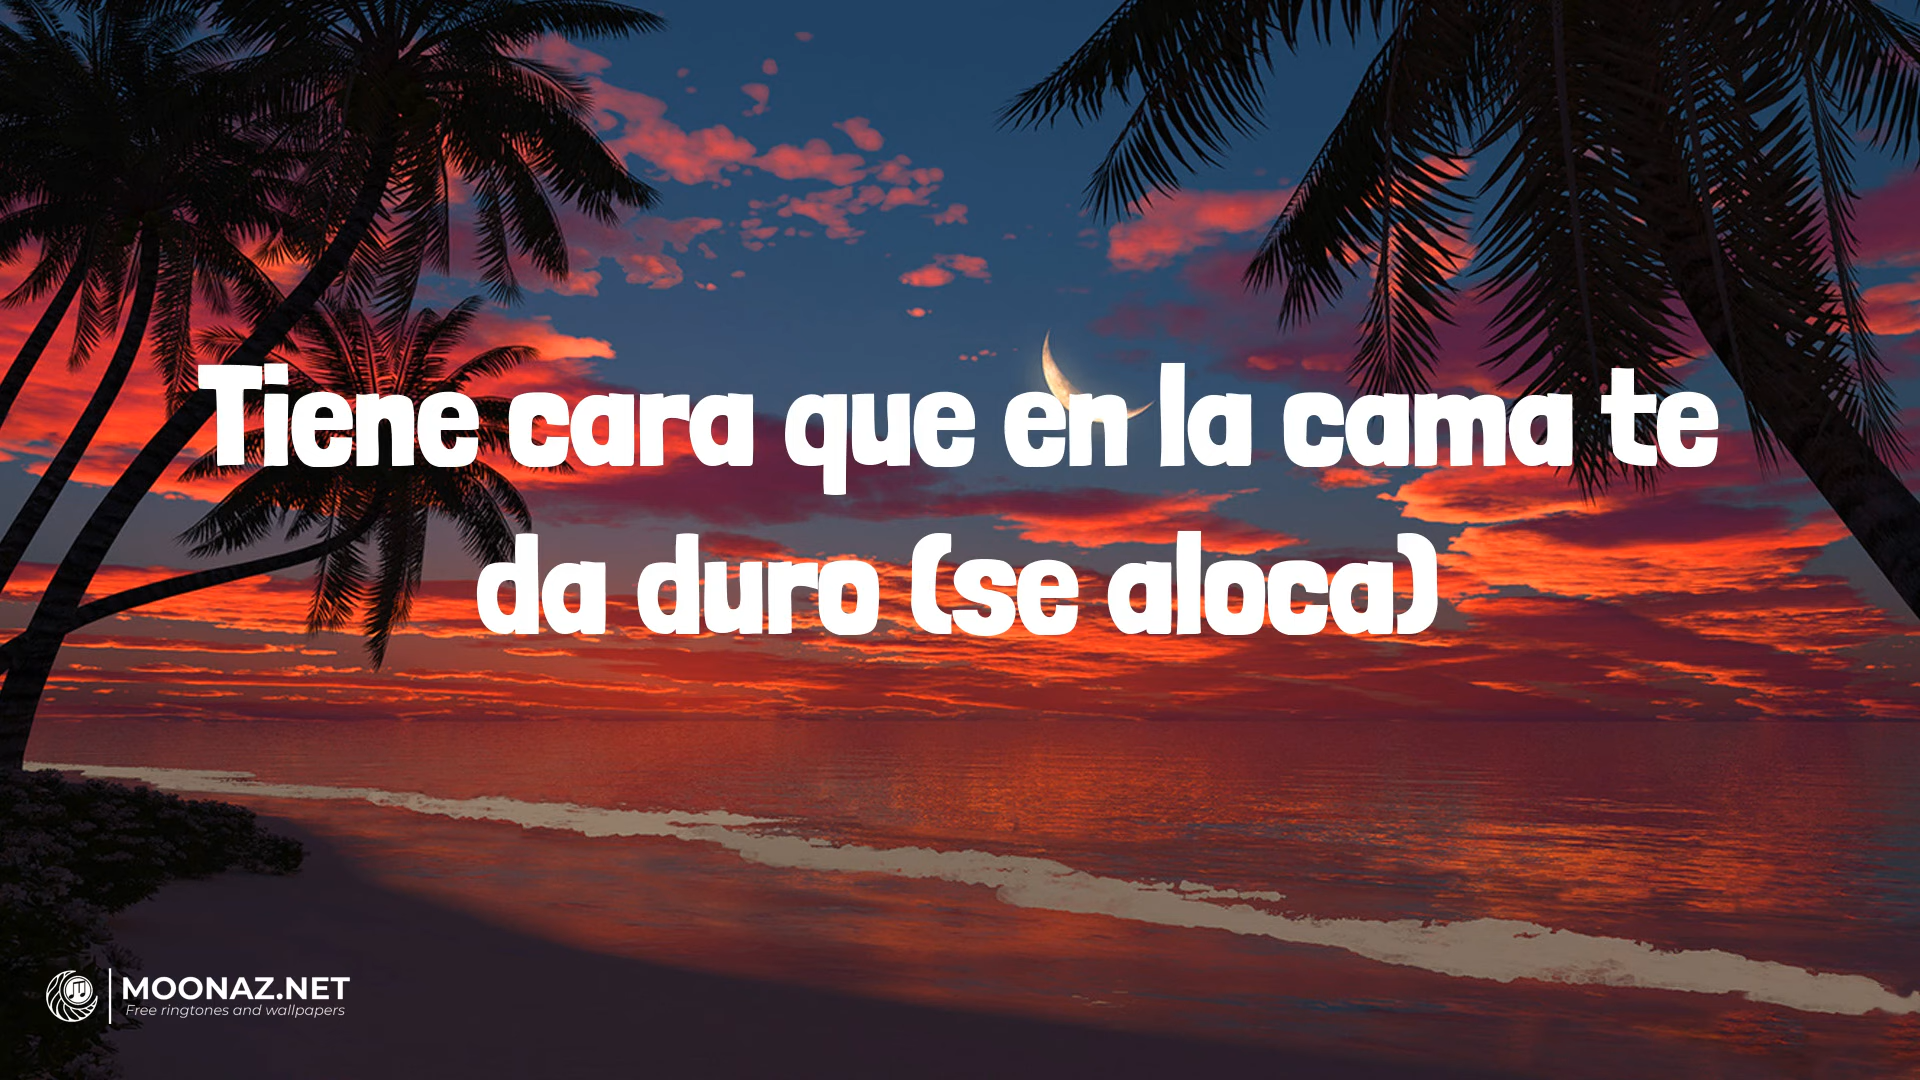 Tiene cara que en la cama te
da duro (se aloca)
MOONAZ.NET
Free ringtones and wallpapers